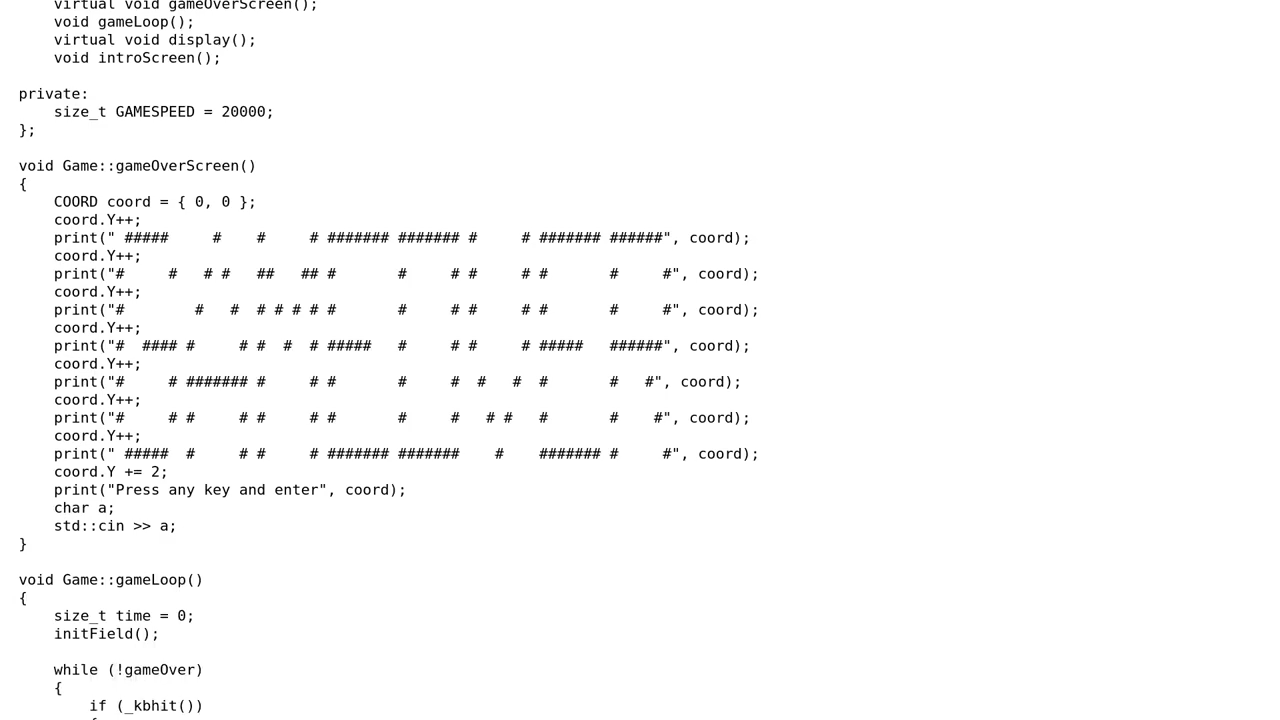 virtual void gameOverScreen();
    void gameLoop();
    virtual void display();
    void introScreen();

private:
    size_t GAMESPEED = 20000;
};

void Game::gameOverScreen()
{
    COORD coord = { 0, 0 };
    coord.Y++;
    print(" #####     #    #     # ####### ####### #     # ####### ######", coord);
    coord.Y++;
    print("#     #   # #   ##   ## #       #     # #     # #       #     #", coord);
    coord.Y++;
    print("#        #   #  # # # # #       #     # #     # #       #     #", coord);
    coord.Y++;
    print("#  #### #     # #  #  # #####   #     # #     # #####   ######", coord);
    coord.Y++;
    print("#     # ####### #     # #       #     #  #   #  #       #   #", coord);
    coord.Y++;
    print("#     # #     # #     # #       #     #   # #   #       #    #", coord);
    coord.Y++;
    print(" #####  #     # #     # ####### #######    #    ####### #     #", coord);
    coord.Y += 2;
    print("Press any key and enter", coord);
    char a;
    std::cin >> a;
}

void Game::gameLoop()
{
    size_t time = 0;
    initField();

    while (!gameOver)
    {
        if (_kbhit())
        {